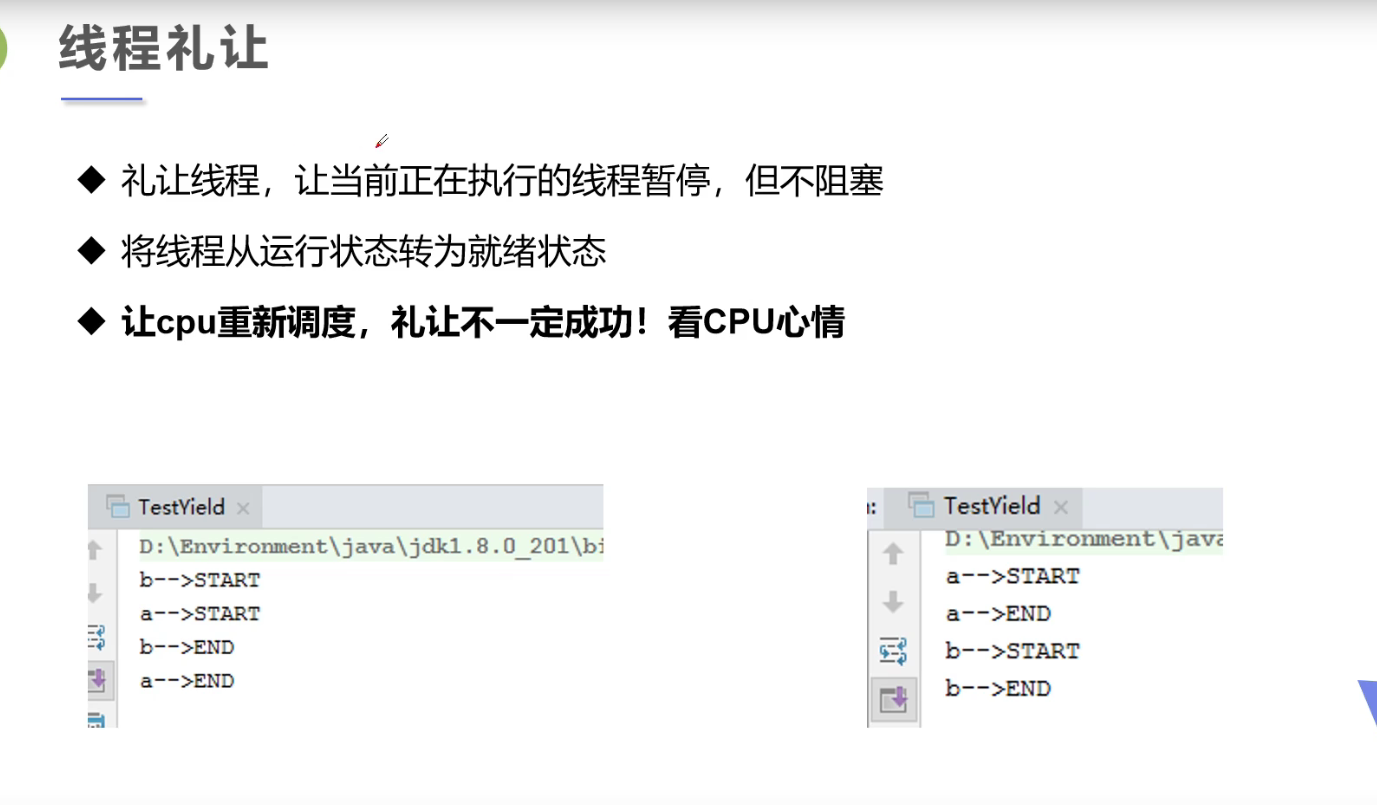 线程礼让
礼让线程，让当前正在执行的线程暂停，但不阻塞
将线程从运行状态转为就绪状态
让cpu重新调度，礼让不一定成功！看CPU心情
TestYield
D:\Environment\java\jdk1.8.0_201\bi
b-->START
a-->START
b-->END
a-->END
TestYield
D:\Environment\java
a-->START
a-->END
b-->START
b-->END